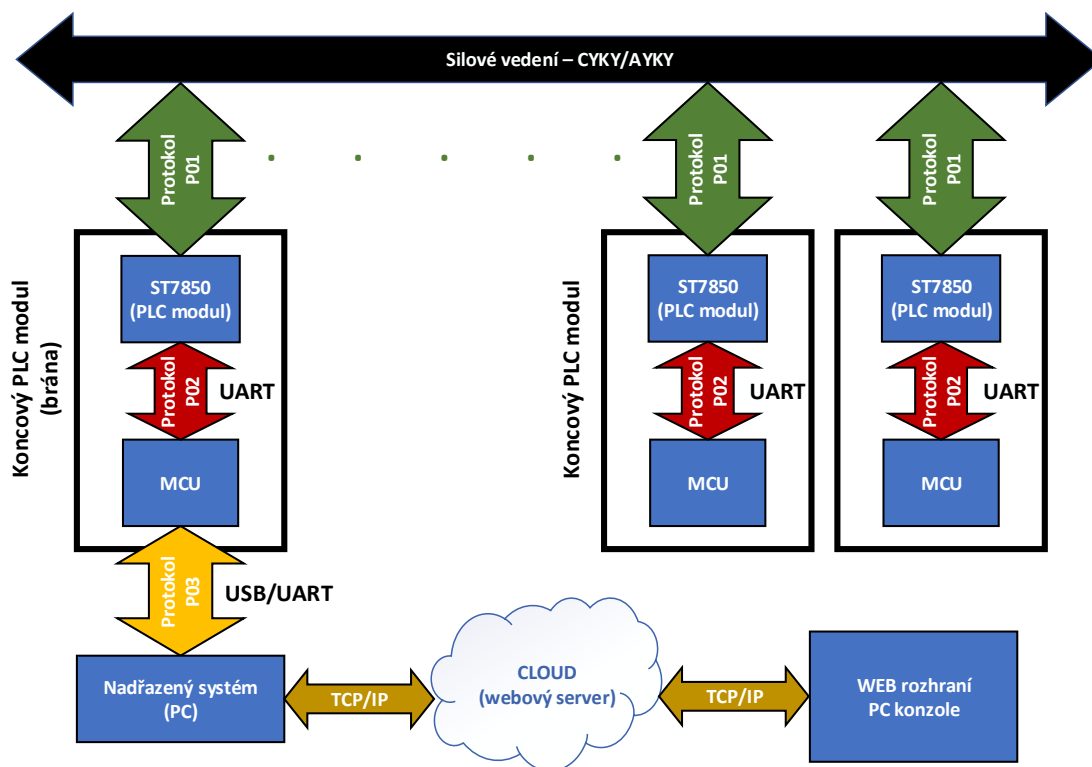 Silové vedení – CYKY/AYKY
Protokol
P01
Protokol
P01
Protokol
P01
Koncový PLC modul
(brána)
ST7850
(PLC modul)
Protokol
P02
UART
MCU
Koncový PLC modul
ST7850
(PLC modul)
Protokol
P02
UART
MCU
ST7850
(PLC modul)
Protokol
P02
UART
MCU
Protokol
P03
USB/UART
Nadřazený systém
(PC)
TCP/IP
CLOUD
(webový server)
TCP/IP
WEB rozhraní
PC konzole